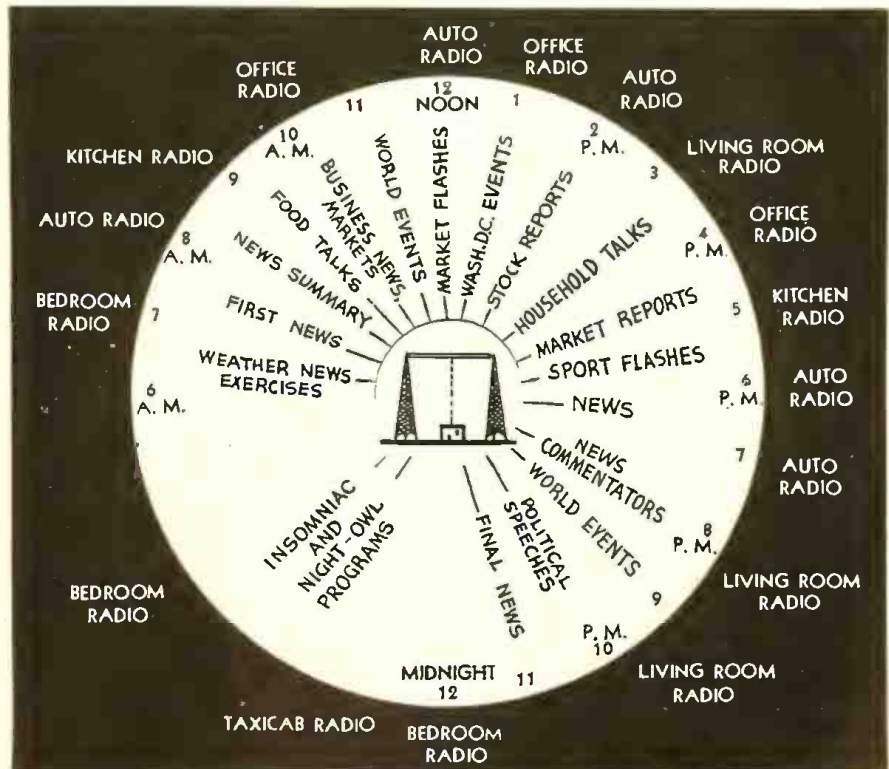 AUTO
RADIO
OFFICE
RADIO
AUTO
RADIO
LIVING ROOM
RADIO
OFFICE
RADIO
KITCHEN
RADIO
AUTO
RADIO
AUTO
RADIO
LIVING ROOM
RADIO
LIVING ROOM
RADIO
BEDROOM
RADIO
TAXICAB RADIO
BEDROOM
RADIO
BEDROOM
RADIO
AUTO RADIO
KITCHEN RADIO
OFFICE
RADIO
12
NOON
1
2
P.M.
3
4
P.M.
5
6
P.M.
7
8
P.M.
9
P.M.
10
11
MIDNIGHT
12
6
A.M.
7
8
A.M.
9
10
A.M.
11
WEATHER NEWS
EXERCISES
FIRST NEWS
NEWS SUMMARY
FOOD TALKS
BUSINESS NEWS,
MARKETS
WORLD EVENTS
MARKET FLASHES
WASH.D.C. EVENTS
STOCK REPORTS
HOUSEHOLD TALKS
MARKET REPORTS
SPORT FLASHES
NEWS
NEWS
COMMENTATORS
WORLD EVENTS
POLITICAL
SPEECHES
FINAL NEWS
INSOMNIAC
AND
NIGHT-OWL
PROGRAMS